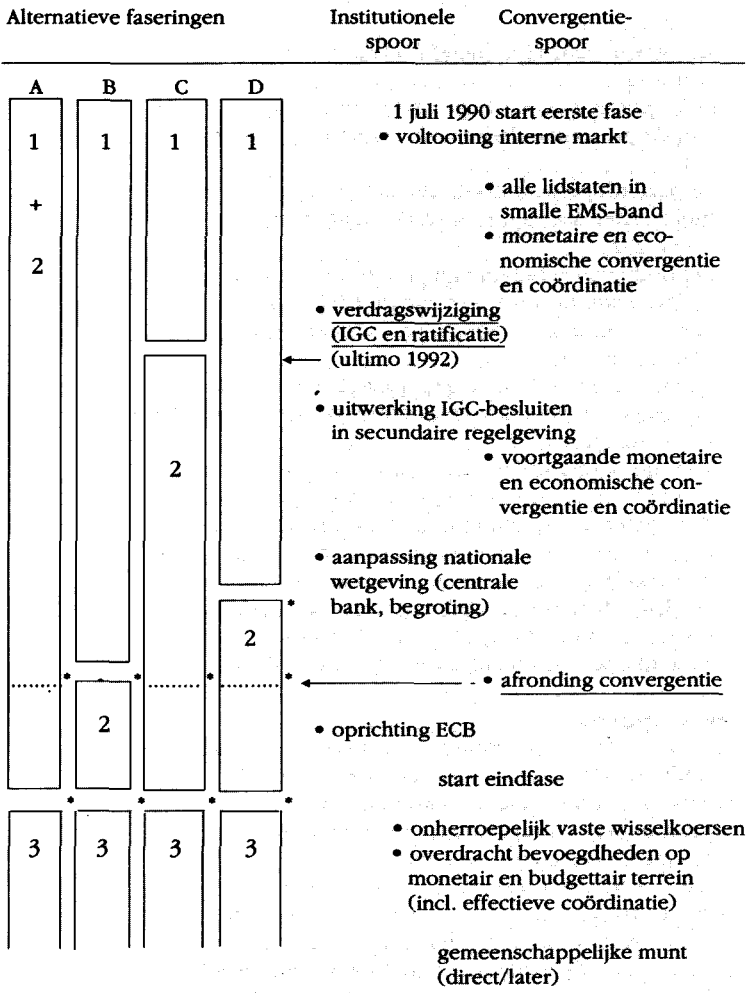 Alternatieve faseringen Institutionele Convergentie-
spoor spoor
A B C D
1 juli 1990 start eerste fase
1 1 1 1 • voltooiing interne markt
+ • alle lidstaten in
smalle EMS-band
2 • monetaire en eco-
nomische convergentie
en coördinatie
• verdragswijziging
(IGC en ratificatie)
(ultimo 1992)
• uitwerking IGC-besluiten
in secundaire regelgeving
2 • voortgaande monetaire
en economische con-
vergentie en coördinatie
• aanpassing nationale
wetgeving (centrale
bank, begroting)
*
2
* * * * • afronding convergentie
2 • oprichting ECB
start eindfase
* * * *
• onherroepelijk vaste wisselkoersen
3 3 3 3 • overdracht bevoegdheden op
monetair en budgettair terrein
(incl. effectieve coördinatie)
gemeenschappelijke munt
(direct/later)